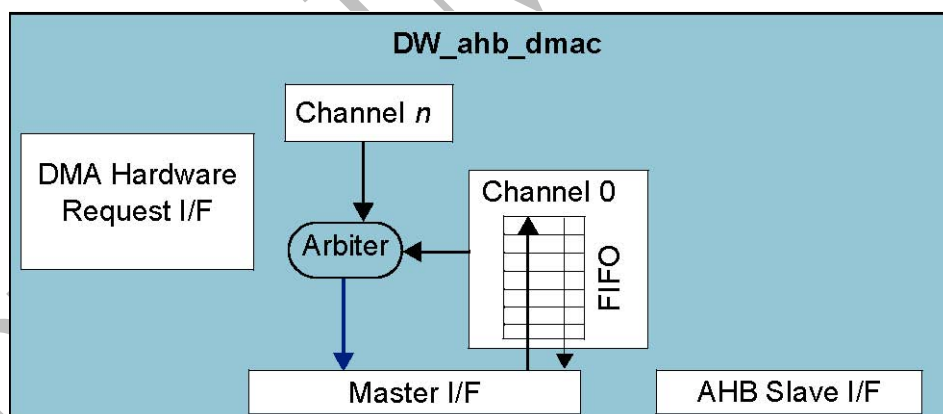 DW_ahb_dmac
Channel n
DMA Hardware
Request I/F
Channel 0
Arbiter
FIFO
Master I/F
AHB Slave I/F